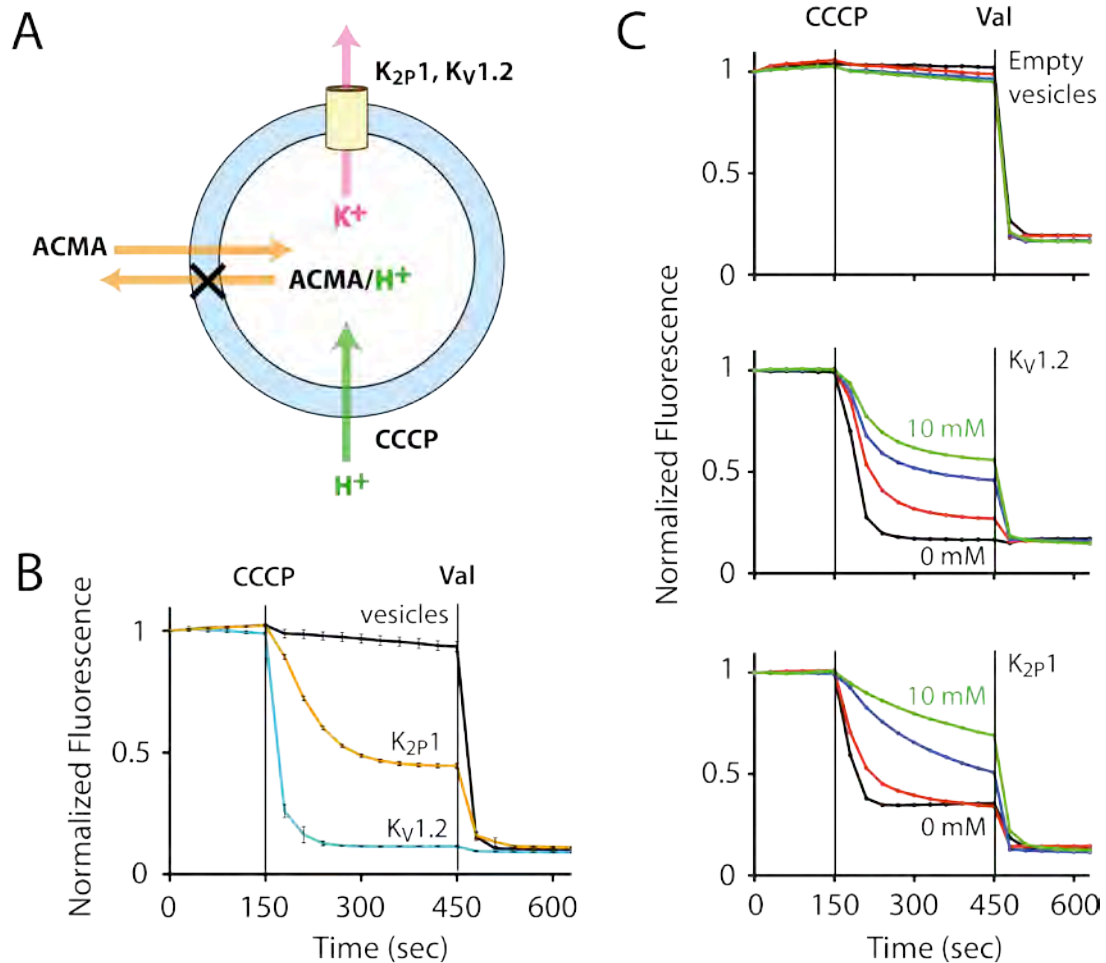 A
K2P1, KV1.2
K+
ACMA
ACMA/H+
CCCP
H+
B
Normalized Fluorescence
CCCP
Val
vesicles
K2P1
KV1.2
1
0.5
0
0
150
300
450
600
Time (sec)
C
CCCP
Val
Normalized Fluorescence
Empty
vesicles
1
0.5
0
KV1.2
10 mM
0 mM
1
0.5
0
K2P1
10 mM
0 mM
1
0.5
0
0
150
300
450
600
Time (sec)